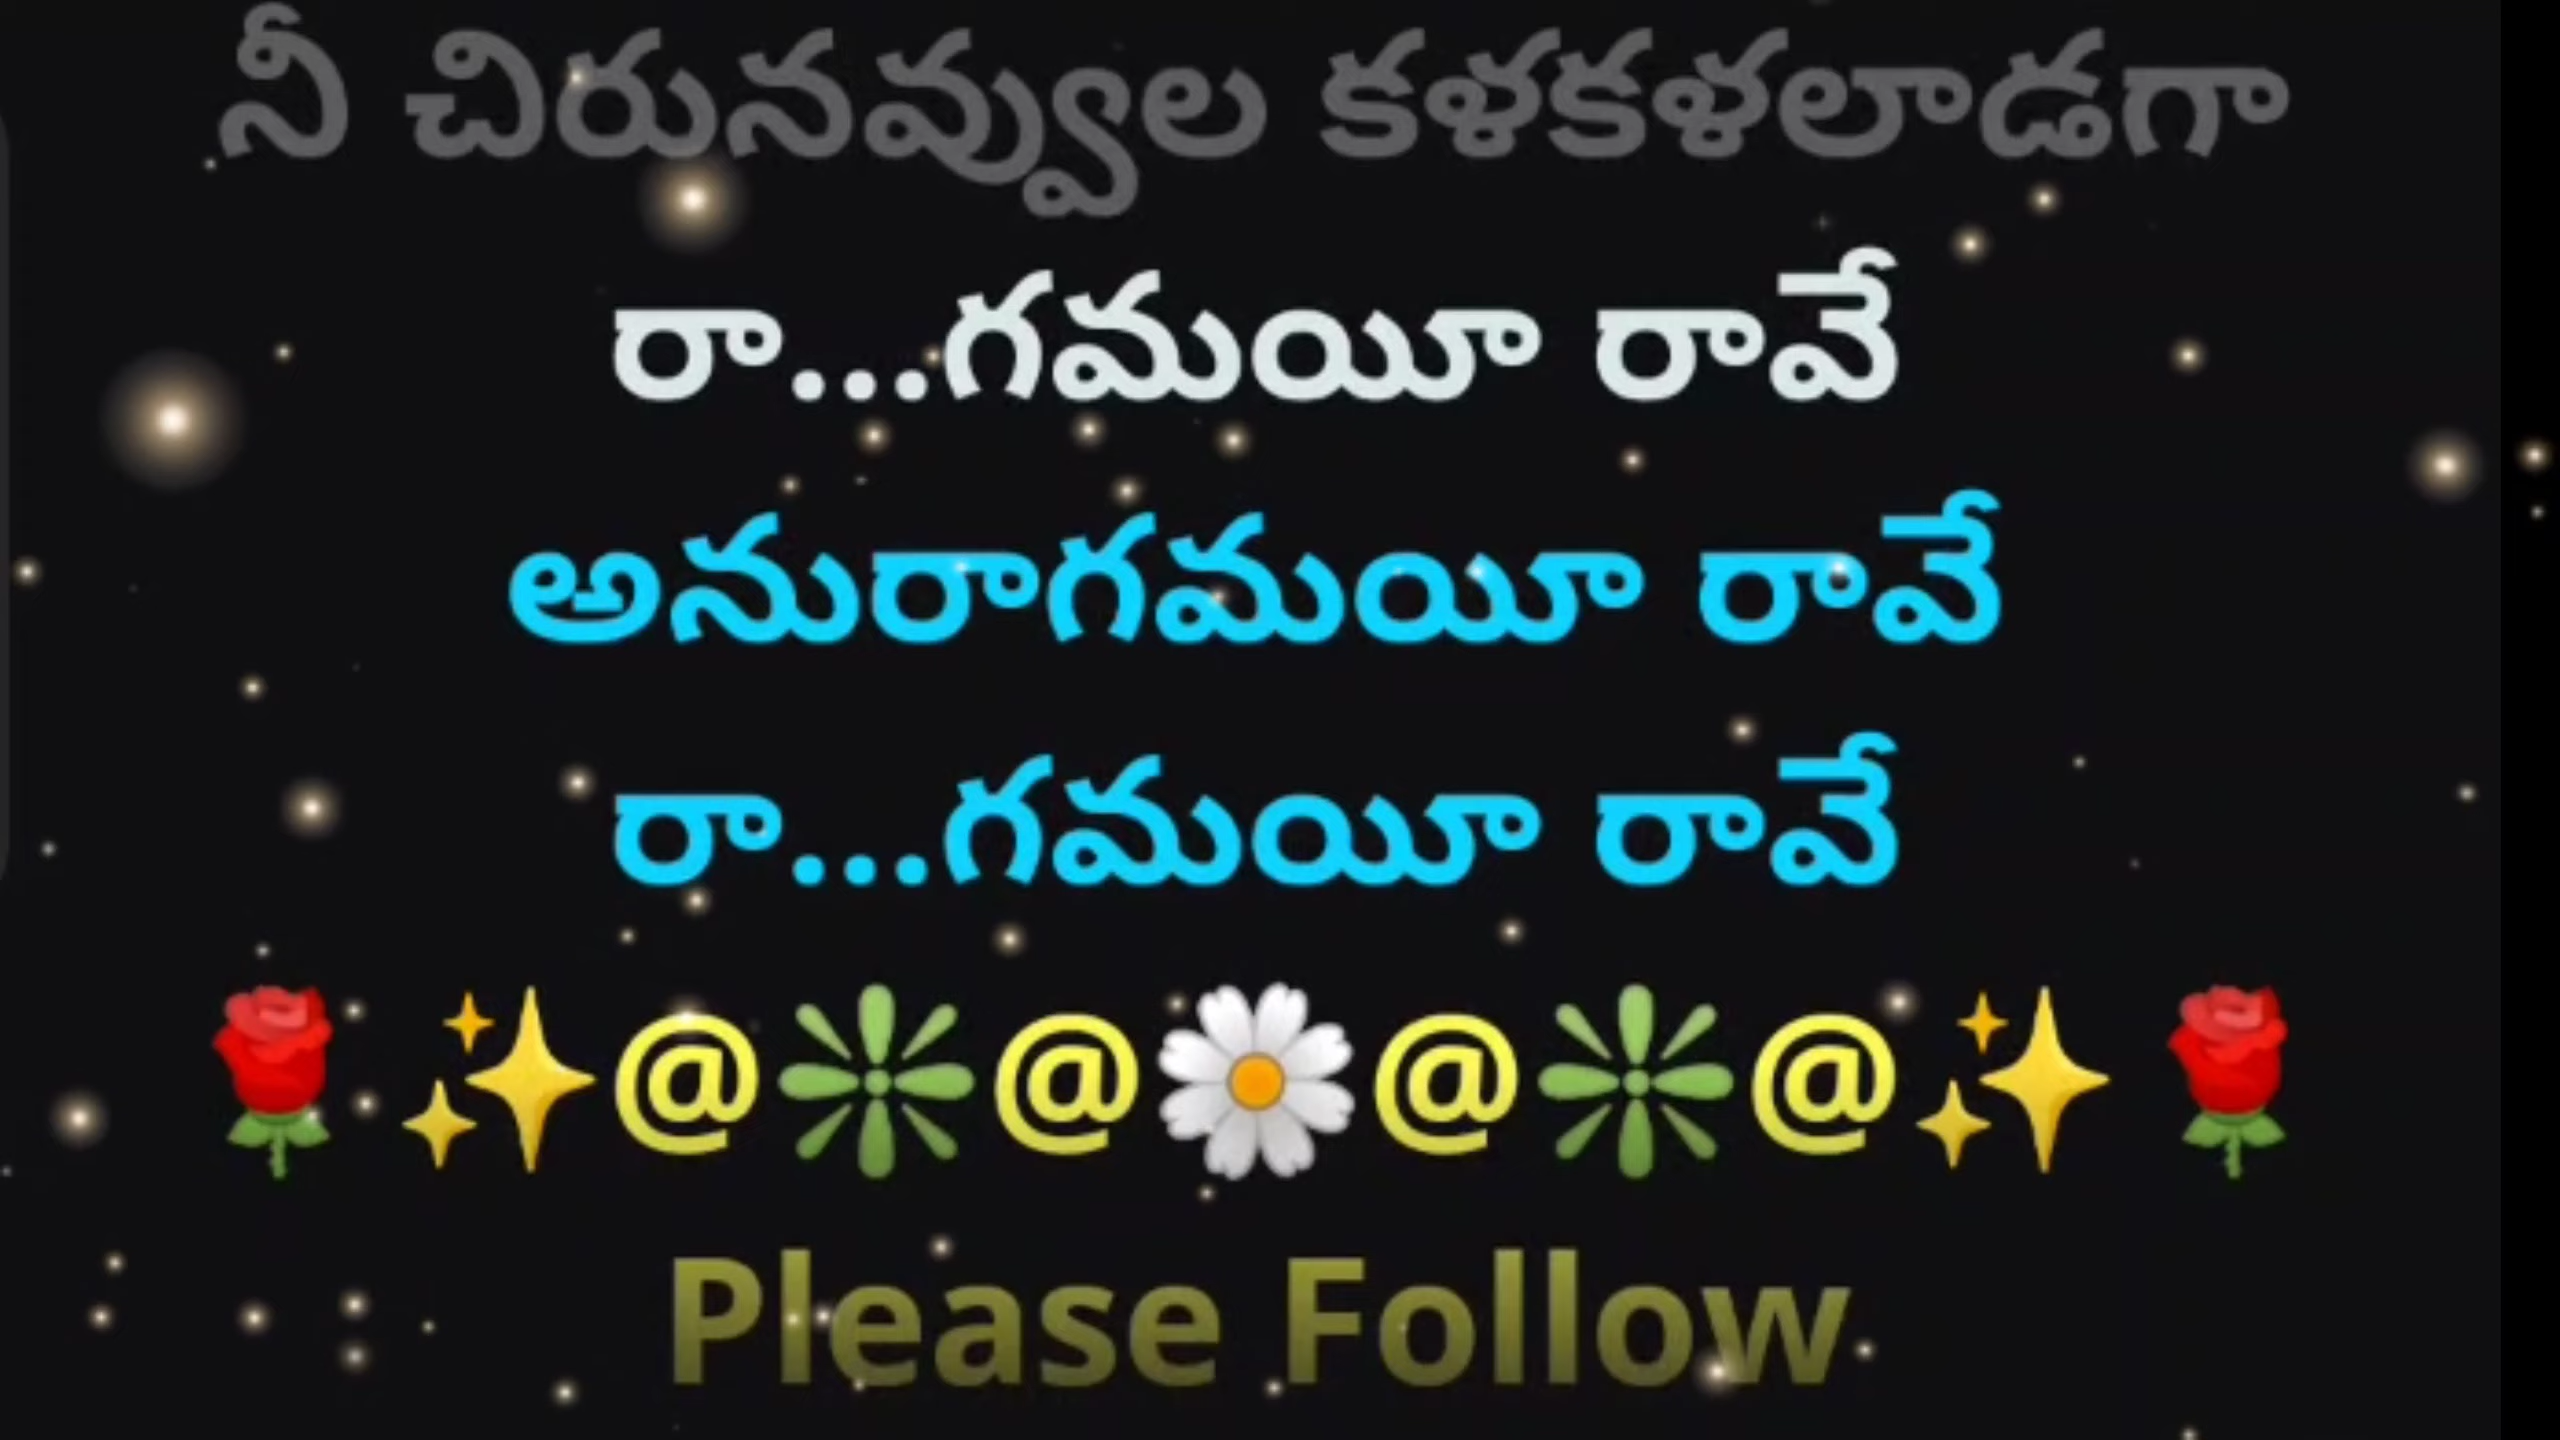 నీ చిరునవ్వుల కళకళలాడగా
రా...గమయీ రావే
అనురాగమయీ రావే
రా...గమయీ రావే
🌹✨@❇@🌼@❇@✨🌹
Please Follow